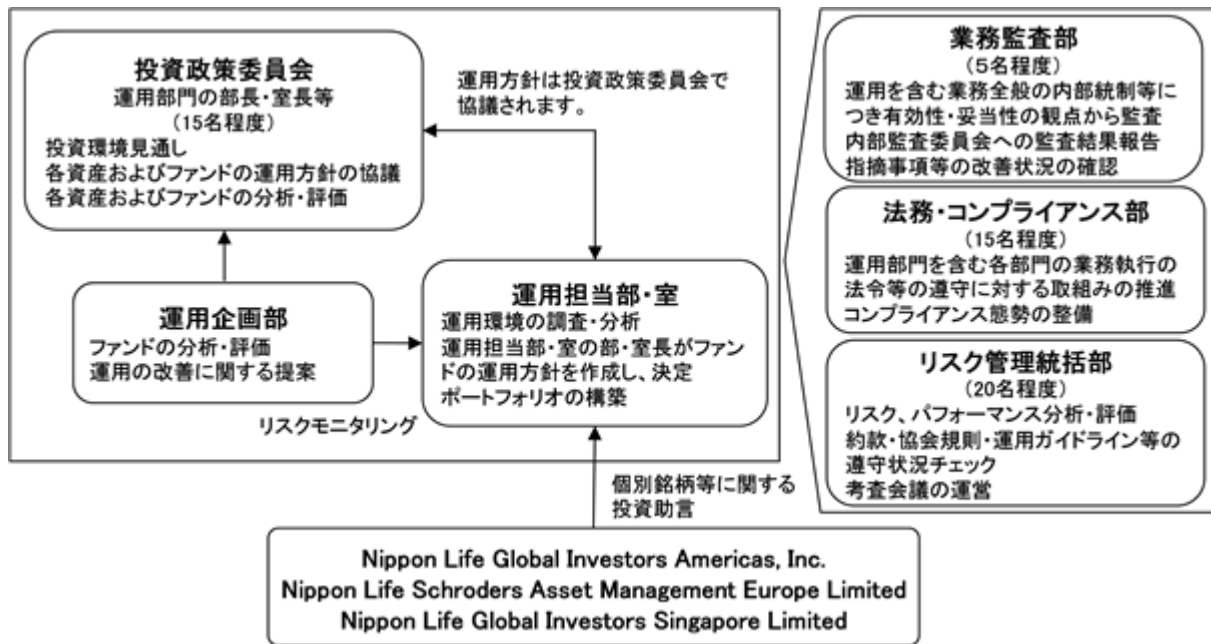 投資政策委員会
運用部門の部長・室長等
(15名程度)
投資環境見通し
各資産およびファンドの運用方針の協議
各資産およびファンドの分析・評価
運用方針は投資政策委員会で
協議されます。
運用企画部
ファンドの分析・評価
運用の改善に関する提案
リスクモニタリング
運用担当部・室
運用環境の調査・分析
運用担当部・室の部・室長がファン
ドの運用方針を作成し、決定
ポートフォリオの構築
個別銘柄等に関する
投資助言
Nippon Life Global Investors Americas, Inc.
Nippon Life Schroders Asset Management Europe Limited
Nippon Life Global Investors Singapore Limited
業務監査部
(5名程度)
運用を含む業務全般の内部統制等に
つき有効性・妥当性の観点から監査
内部監査委員会への監査結果報告
指摘事項等の改善状況の確認
法務・コンプライアンス部
(15名程度)
運用部門を含む各部門の業務執行の
法令等の遵守に対する取組みの推進
コンプライアンス態勢の整備
リスク管理統括部
(20名程度)
リスク、パフォーマンス分析・評価
約款・協会規則・運用ガイドライン等の
遵守状況チェック
考査会議の運営